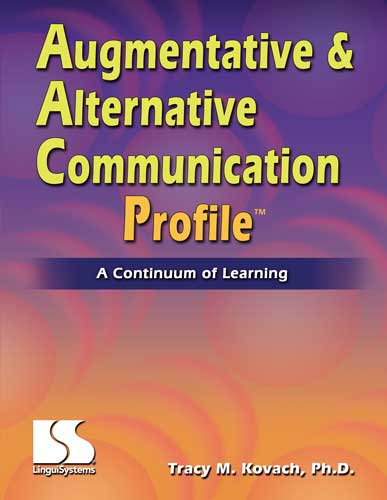 Augmentative &
Alternative
Communication
Profile™
A Continuum of Learning
LinguiSystems
Tracy M. Kovach, Ph.D.